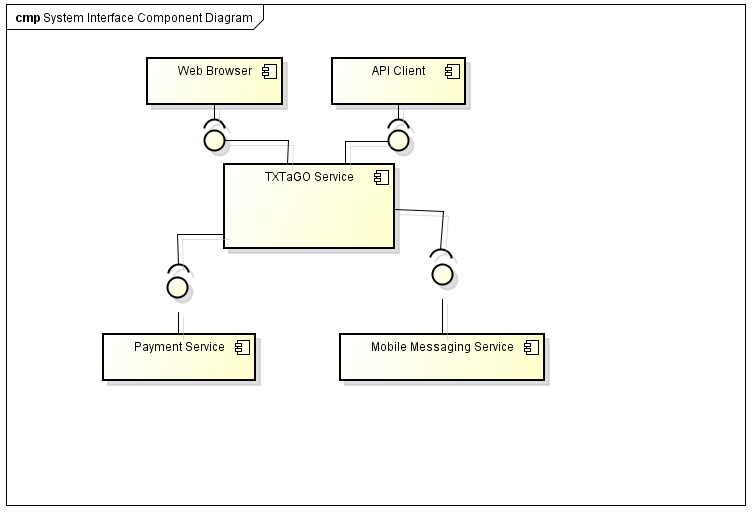 cmp System Interface Component Diagram
Web Browser
API Client
TXTaGO Service
Payment Service
Mobile Messaging Service